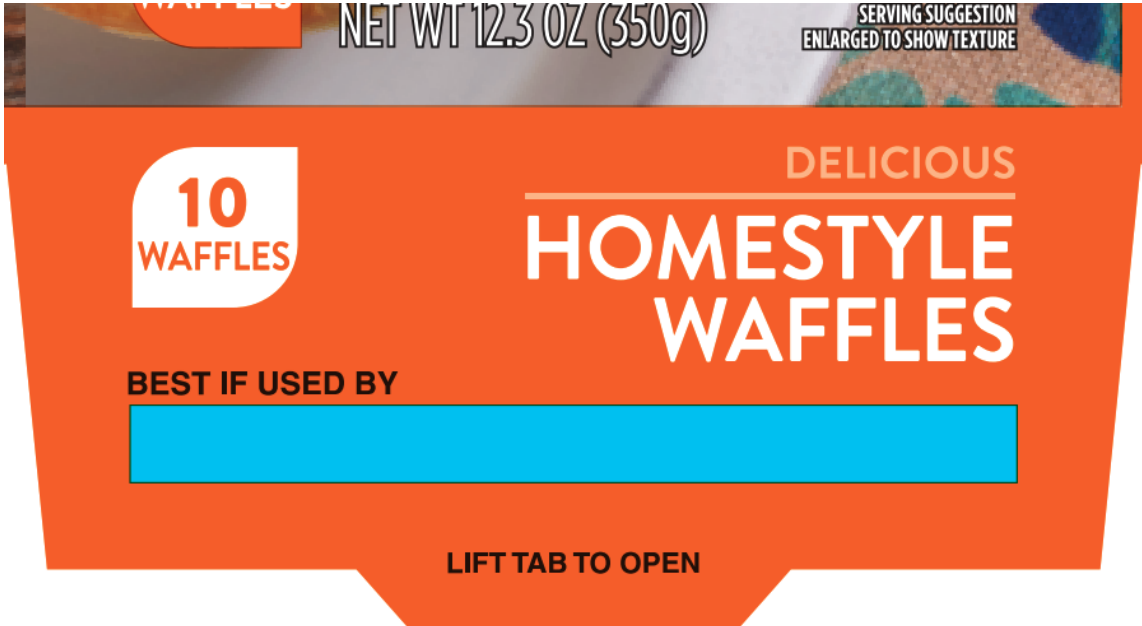 WAFFLES
NET WT 12.3 OZ (350g)
SERVING SUGGESTION
ENLARGED TO SHOW TEXTURE
10
WAFFLES
DELICIOUS
HOMESTYLE
WAFFLES
BEST IF USED BY
LIFT TAB TO OPEN